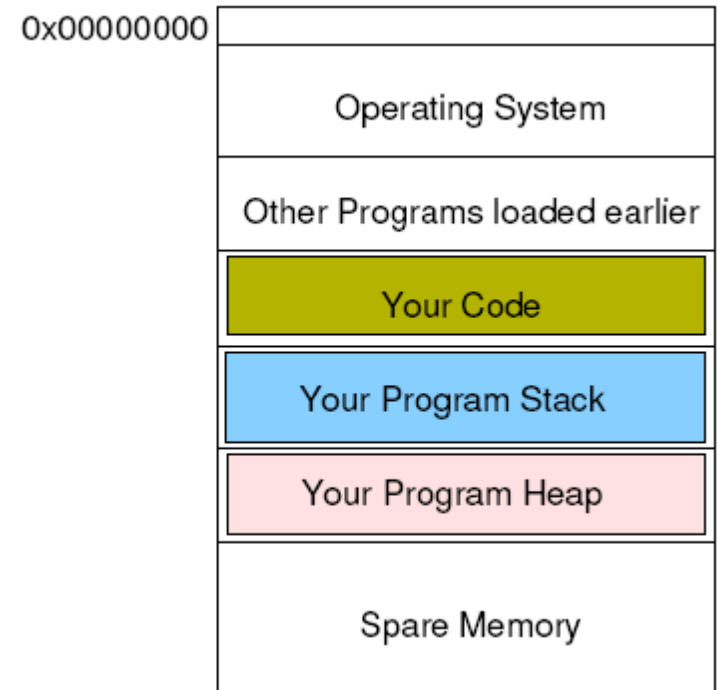 0x00000000
Operating System
Other Programs loaded earlier
Your Code
Your Program Stack
Your Program Heap
Spare Memory